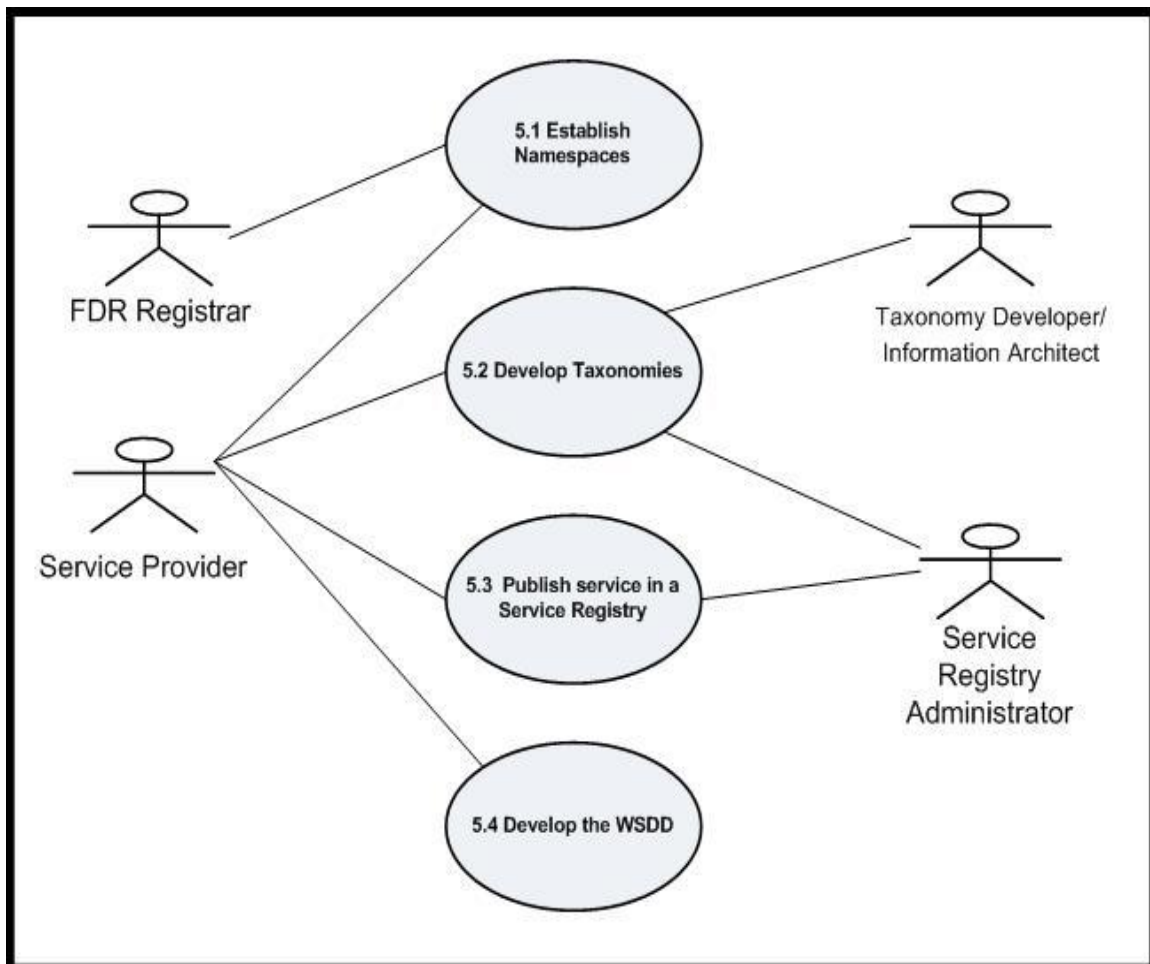 5.1 Establish
Namespaces
FDR Registrar
Taxonomy Developer/
Information Architect
5.2 Develop Taxonomies
Service Provider
5.3 Publish service in a
Service Registry
Service
Registry
Administrator
5.4 Develop the WSDD